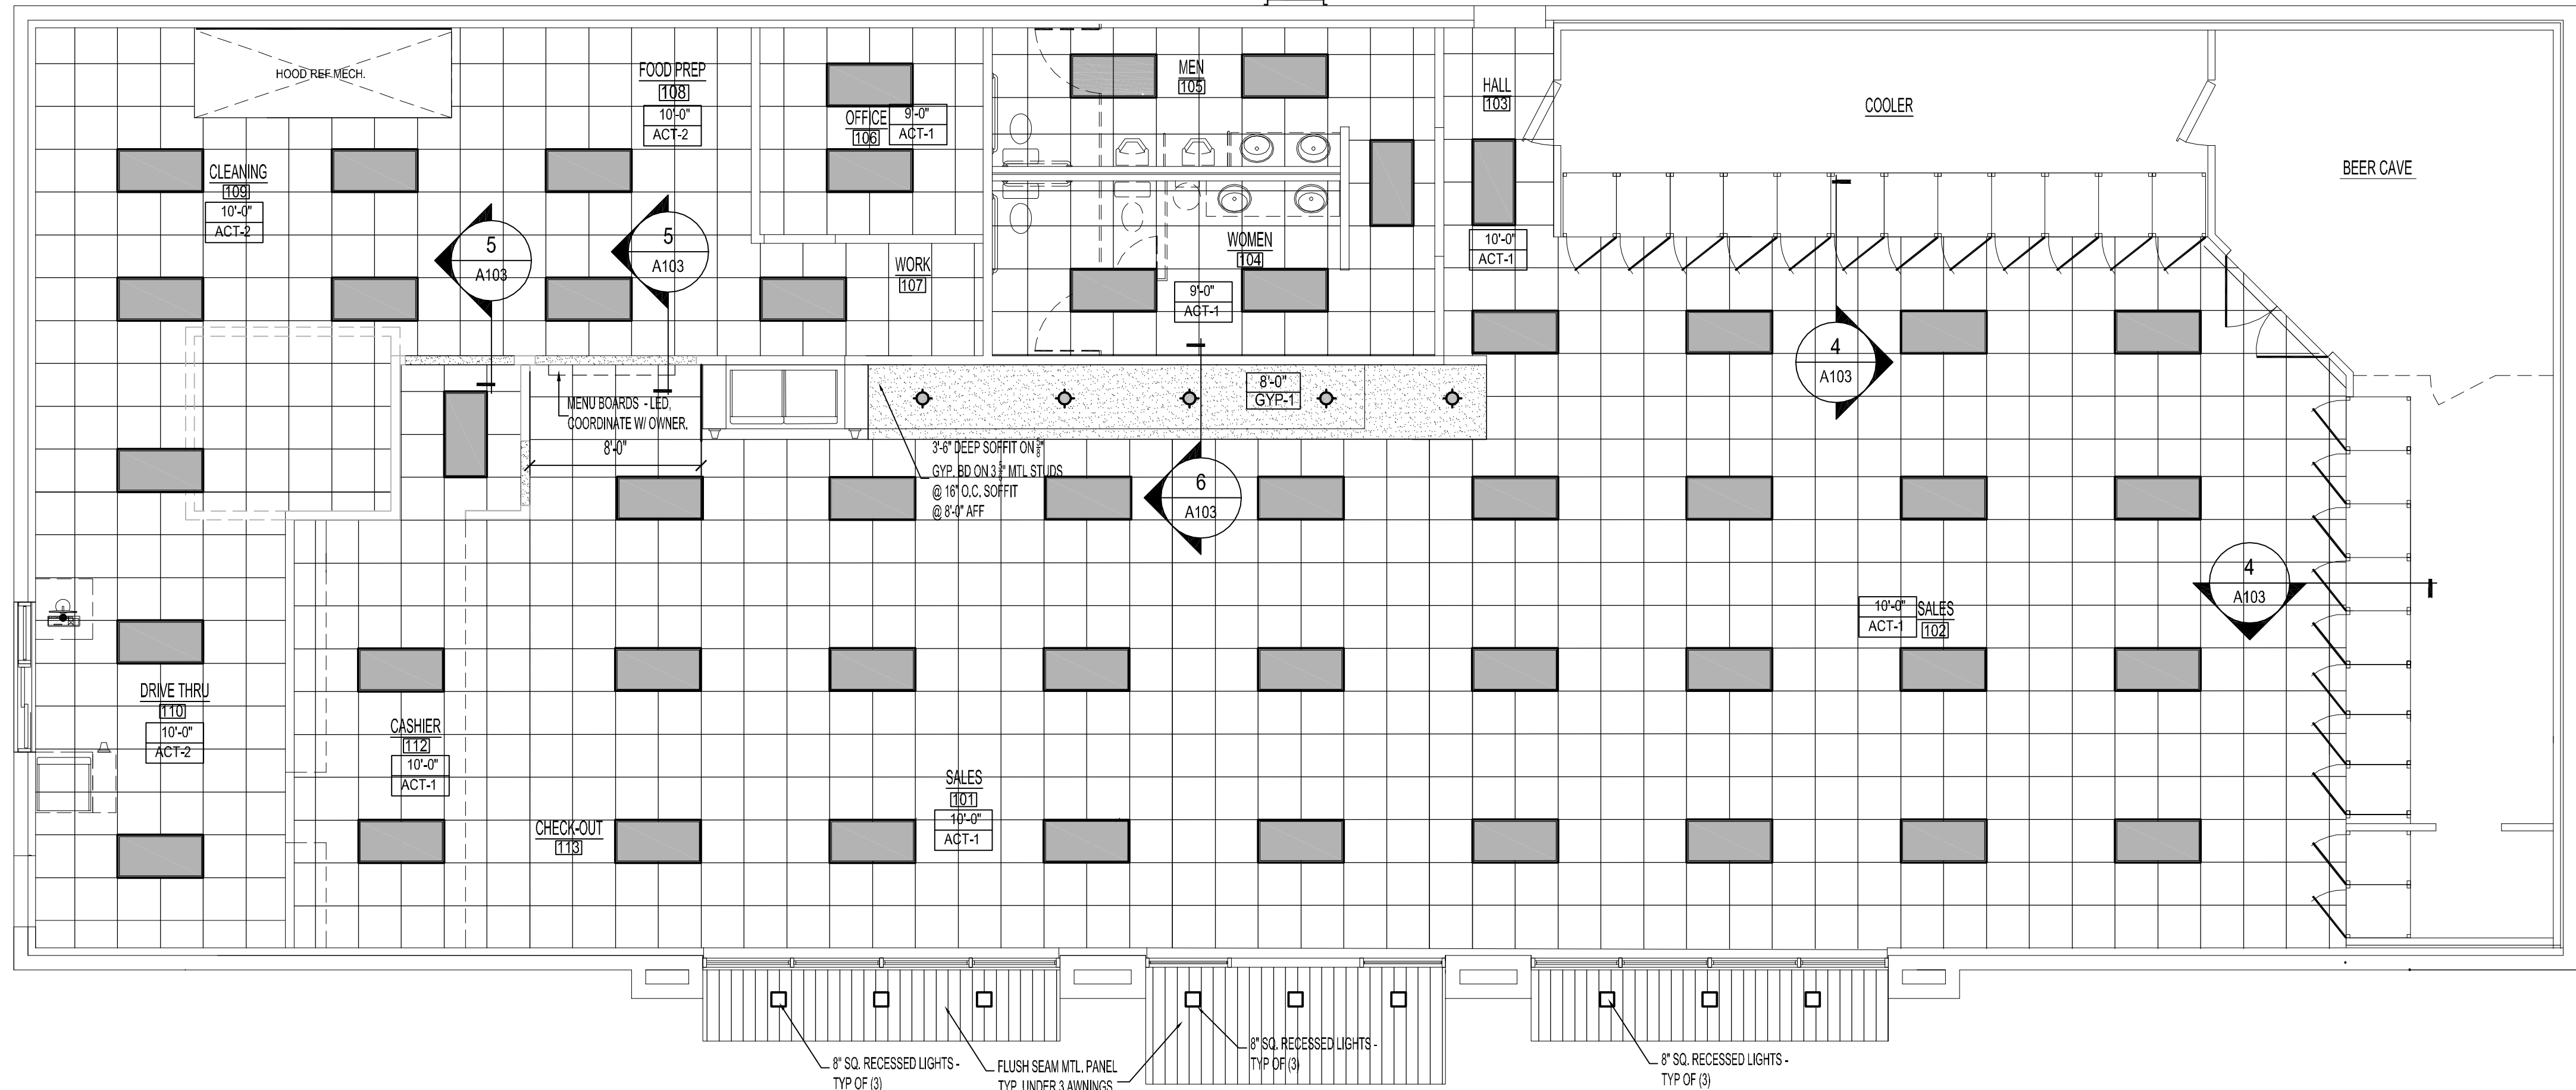 HOOD REF MECH.
FOOD PREP
108
10'-0"
ACT-2
OFFICE
106
9'-0"
ACT-1
MEN
105
HALL
103
COOLER
BEER CAVE
CLEANING
109
10'-0"
ACT-2
5
A103
5
A103
WORK
107
WOMEN
104
9'-0"
ACT-1
10'-0"
ACT-1
4
A103
MENU BOARDS - LED,
COORDINATE W/ OWNER,
8'-0"
8'-0"
GYP-1
3'-6" DEEP SOFFIT ON 5/8"
GYP. BD ON 3 5/8" MTL STUDS
@ 16" O.C. SOFFIT
@ 8'-0" AFF
6
A103
4
A103
10'-0"
ACT-1
SALES
102
DRIVE THRU
110
10'-0"
ACT-2
CASHIER
112
10'-0"
ACT-1
SALES
101
10'-0"
ACT-1
CHECK-OUT
113
8" SQ. RECESSED LIGHTS -
TYP OF (3)
FLUSH SEAM MTL. PANEL
TYP. UNDER 3 AWNINGS
8" SQ. RECESSED LIGHTS -
TYP OF (3)
8" SQ. RECESSED LIGHTS -
TYP OF (3)